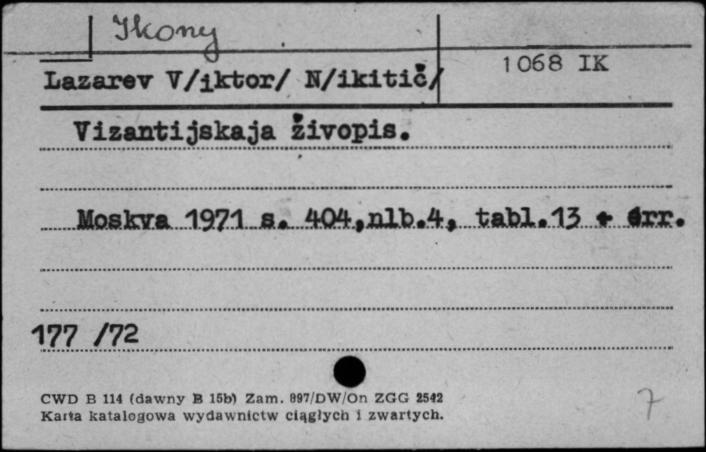 Ikony
1068 IK
Lazarev V/iktor/ N/ikitič/
Vizantijskaja živopis.
Moskva 1971 s. 404,nlb.4, tabl.13 + err.
177 /72
CWD B 114 (dawny B 15b) Zam. 897/DW/On ZGG 2542
Karta katalogowa wydawnictw ciągłych i zwartych.
7